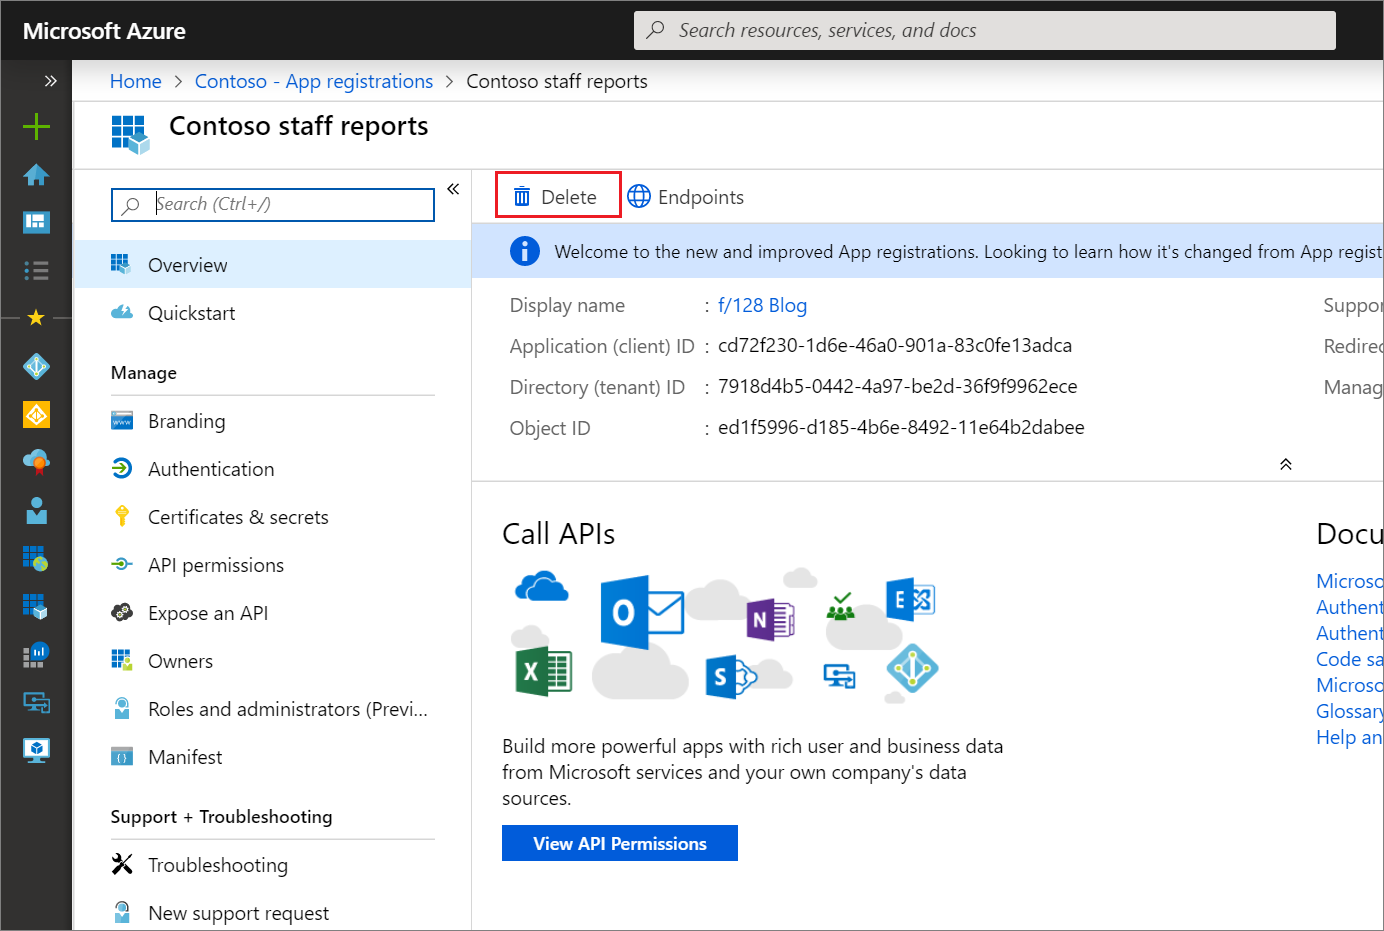 Microsoft Azure
Search resources, services, and docs
Home > Contoso - App registrations > Contoso staff reports
Contoso staff reports
Search (Ctrl+/)
Overview
Quickstart
Manage
Branding
Authentication
Certificates & secrets
API permissions
Expose an API
Owners
Roles and administrators (Previ...
Manifest
Support + Troubleshooting
Troubleshooting
New support request
Delete
Endpoints
Welcome to the new and improved App registrations. Looking to learn how it's changed from App regist
Display name : f/128 Blog
Application (client) ID : cd72f230-1d6e-46a0-901a-83c0fe13adca
Directory (tenant) ID : 7918d4b5-0442-4a97-be2d-36f9f9962ece
Object ID : ed1f5996-d185-4b6e-8492-11e64b2dabee
Suppor
Redirec
Manag
Call APIs
Build more powerful apps with rich user and business data
from Microsoft services and your own company's data
sources.
View API Permissions
Docu
Microso
Authent
Authent
Code sa
Microso
Glossary
Help an